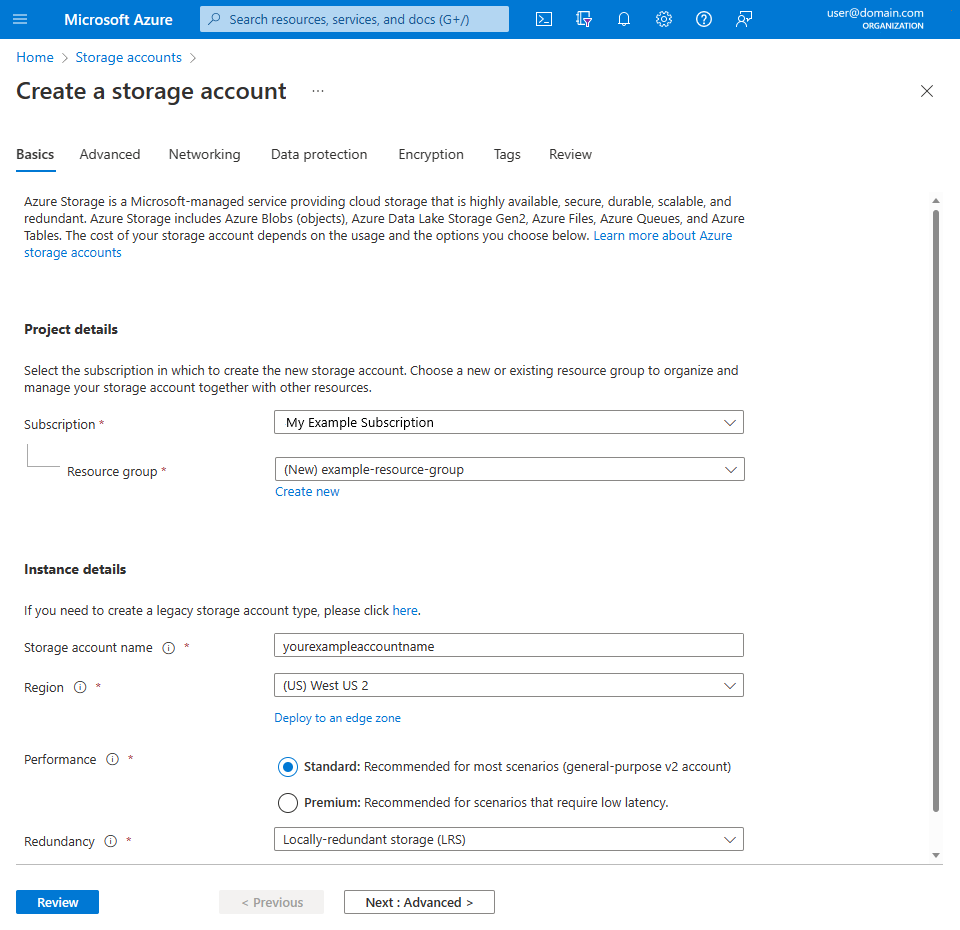 Microsoft Azure
Search resources, services, and docs (G+/)
user@domain.com
ORGANIZATION
Home > Storage accounts >
Create a storage account ...
Basics Advanced Networking Data protection Encryption Tags Review
Azure Storage is a Microsoft-managed service providing cloud storage that is highly available, secure, durable, scalable, and
redundant. Azure Storage includes Azure Blobs (objects), Azure Data Lake Storage Gen2, Azure Files, Azure Queues, and Azure
Tables. The cost of your storage account depends on the usage and the options you choose below. Learn more about Azure
storage accounts
Project details
Select the subscription in which to create the new storage account. Choose a new or existing resource group to organize and
manage your storage account together with other resources.
Subscription *
My Example Subscription
Resource group *
(New) example-resource-group
Create new
Instance details
If you need to create a legacy storage account type, please click here.
Storage account name *
yourexampleaccountname
Region *
(US) West US 2
Deploy to an edge zone
Performance *
Standard: Recommended for most scenarios (general-purpose v2 account)
Premium: Recommended for scenarios that require low latency.
Redundancy *
Locally-redundant storage (LRS)
Review
< Previous
Next : Advanced >